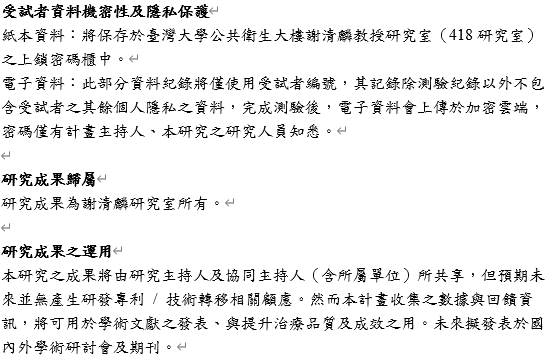 受試者資料機密性及隱私保護
紙本資料：將保存於臺灣大學公共衛生大樓謝清麟教授研究室（418 研究室）
之上鎖密碼櫃中。
電子資料：此部分資料紀錄將僅使用受試者編號，其記錄除測驗紀錄以外不包
含受試者之其餘個人隱私之資料，完成測驗後，電子資料會上傳於加密雲端，
密碼僅有計畫主持人、本研究之研究人員知悉。
研究成果歸屬
研究成果為謝清麟研究室所有。
研究成果之運用
本研究之成果將由研究主持人及協同主持人（含所屬單位）所共享，但預期未
來並無產生研發專利 / 技術轉移相關顧慮。然而本計畫收集之數據與回饋資
訊，將可用於學術文獻之發表、與提升治療品質及成效之用。未來擬發表於國
內外學術研討會及期刊。